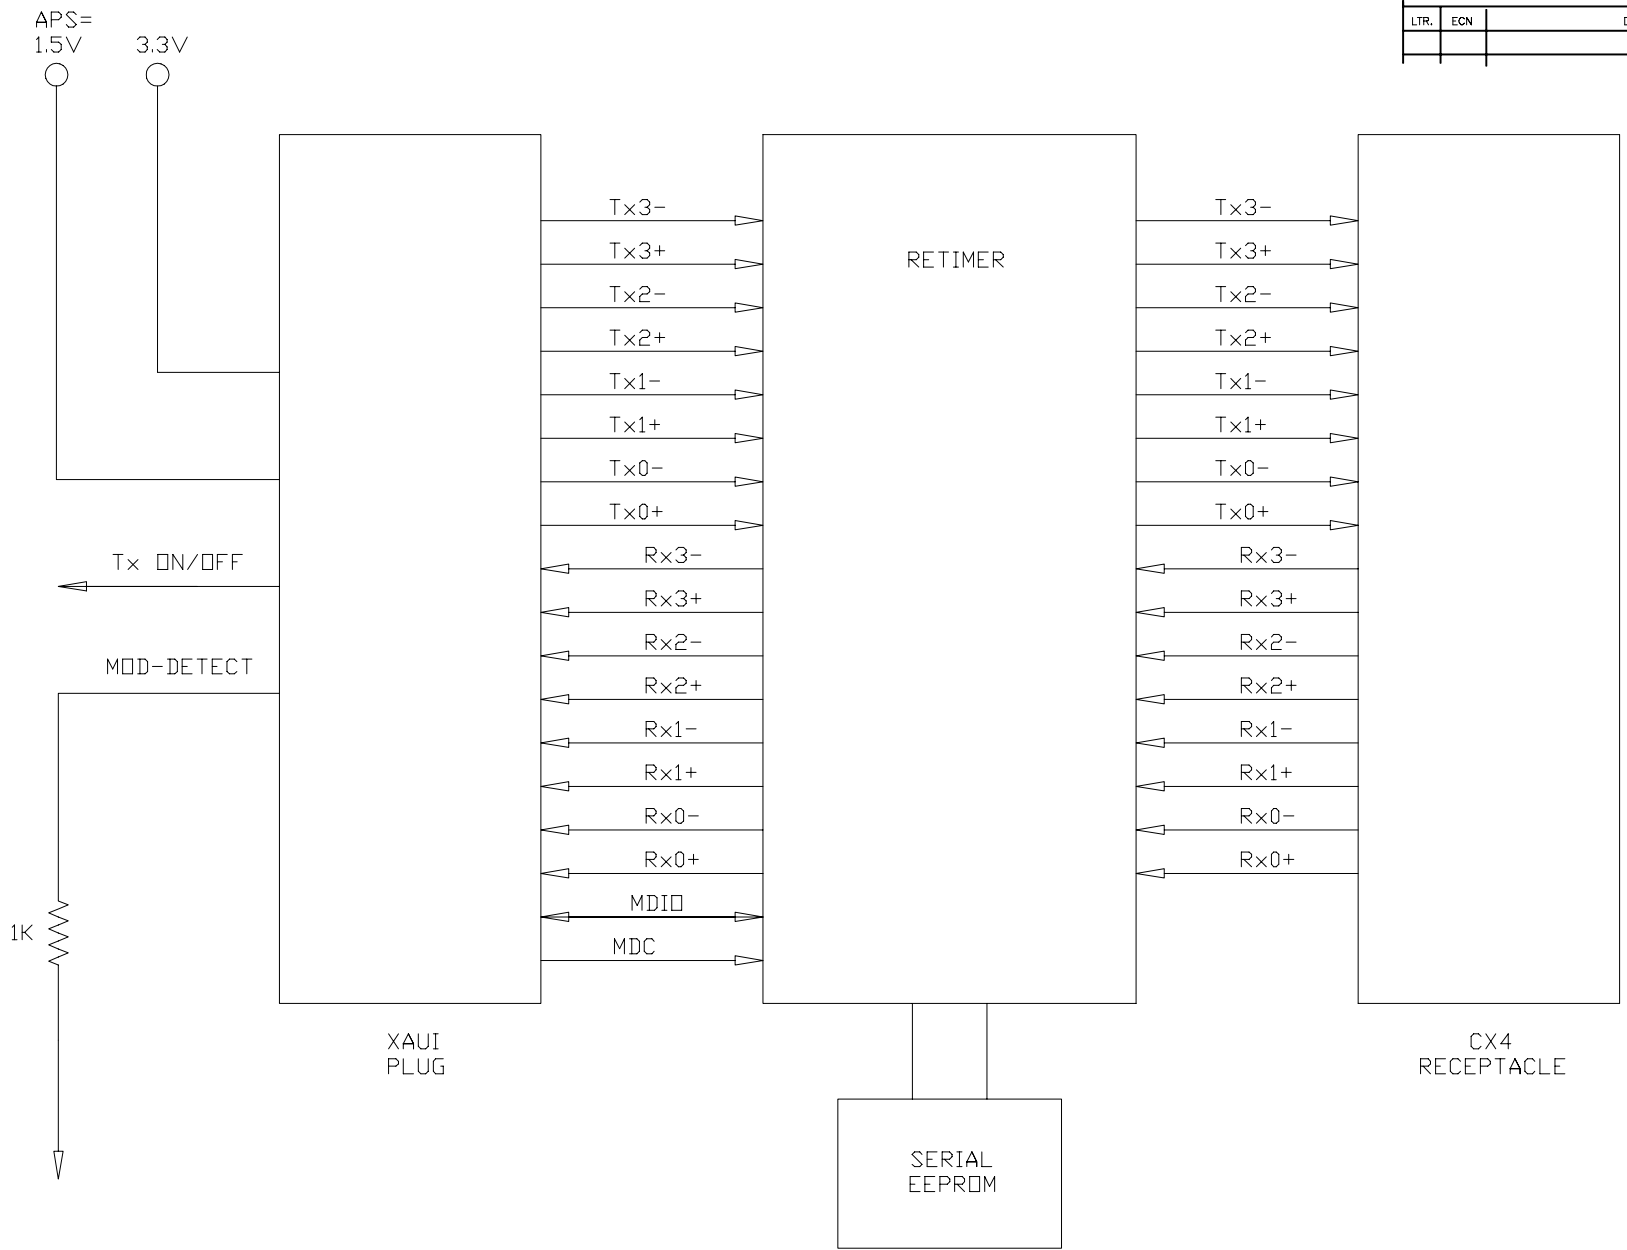 APS=
1.5V
3.3V
LTR. ECN
Tx3-
Tx3+
Tx2-
Tx2+
Tx1-
Tx1+
Tx0-
Tx0+
Rx3-
Rx3+
Rx2-
Rx2+
Rx1-
Rx1+
Rx0-
Rx0+
MDIO
MDC
RETIMER
Tx3-
Tx3+
Tx2-
Tx2+
Tx1-
Tx1+
Tx0-
Tx0+
Rx3-
Rx3+
Rx2-
Rx2+
Rx1-
Rx1+
Rx0-
Rx0+
Tx ON/OFF
MOD-DETECT
1K
XAUI
PLUG
CX4
RECEPTACLE
SERIAL
EEPROM